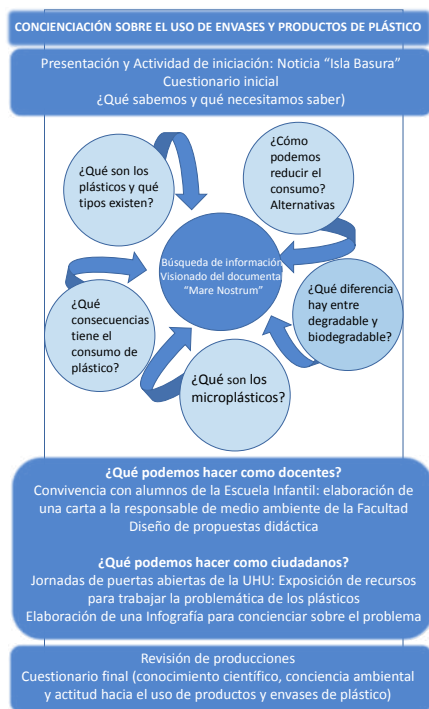 CONCIENCIACIÓN SOBRE EL USO DE ENVASES Y PRODUCTOS DE PLÁSTICO
Presentación y Actividad de iniciación: Noticia “Isla Basura”
Cuestionario inicial
¿Qué sabemos y qué necesitamos saber)
¿Qué son los
plásticos y qué
tipos existen?
¿Cómo
podemos
reducir el
consumo?
Alternativas
Búsqueda de información
Visionado del documental
“Mare Nostrum”
¿Qué
consecuencias
tiene el
consumo de
plástico?
¿Qué diferencia
hay entre
degradable y
biodegradable?
¿Qué son los
microplásticos?
¿Qué podemos hacer como docentes?
Convivencia con alumnos de la Escuela Infantil: elaboración de
una carta a la responsable de medio ambiente de la Facultad
Diseño de propuestas didáctica
¿Qué podemos hacer como ciudadanos?
Jornadas de puertas abiertas de la UHU: Exposición de recursos
para trabajar la problemática de los plásticos
Elaboración de una Infografía para concienciar sobre el problema
Revisión de producciones
Cuestionario final (conocimiento científico, conciencia ambiental
y actitud hacia el uso de productos y envases de plástico)